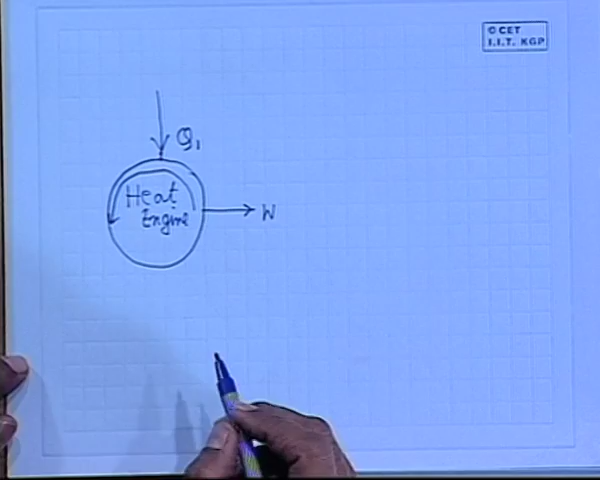 © CET
I.I.T. KGP
Q₁
Heat
Engine
W